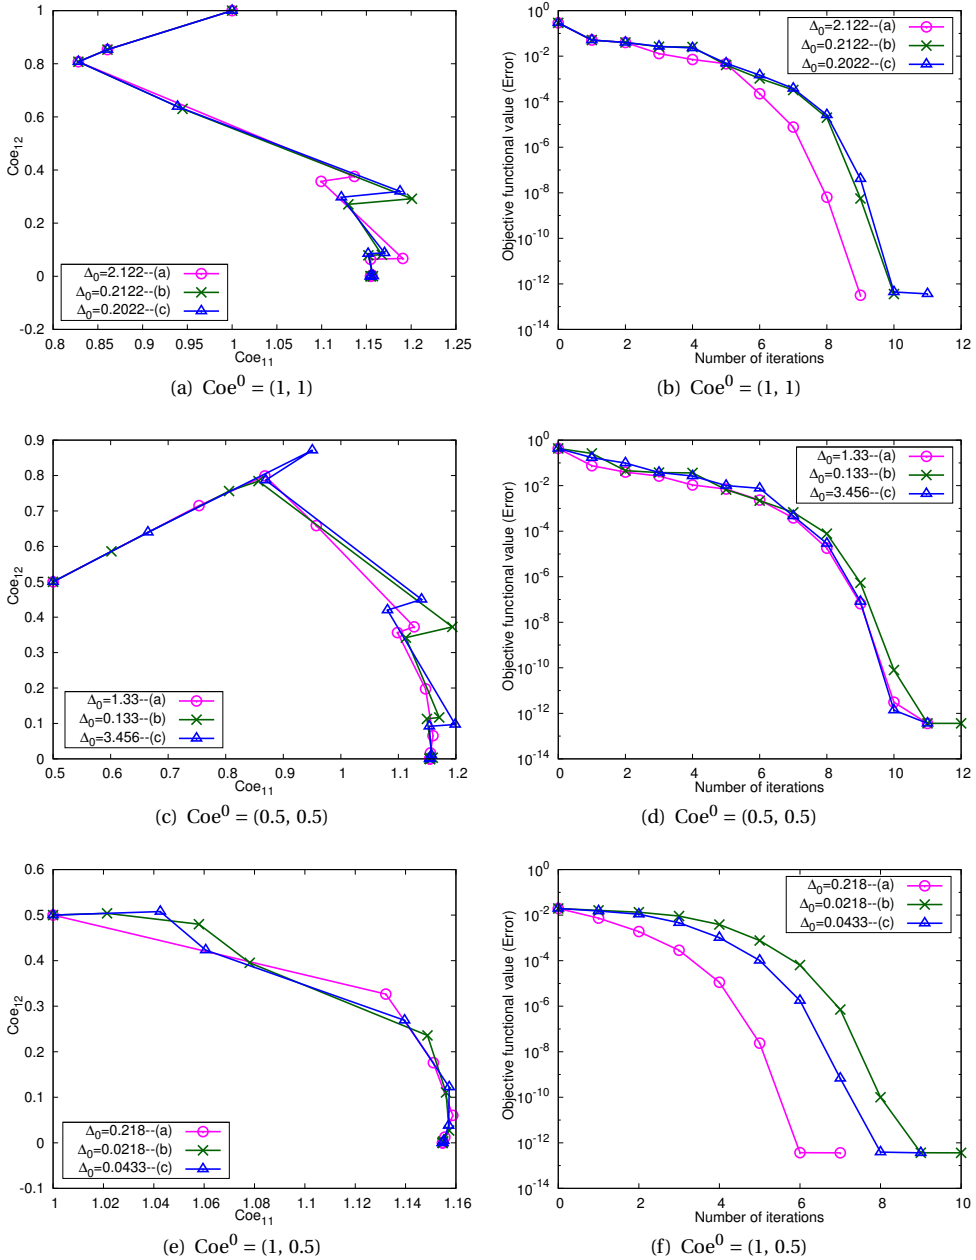 1
0.8
0.6
0.4
0.2
0
-0.2
Coe12
Δ0=2.122--(a)
Δ0=0.2122--(b)
Δ0=0.2022--(c)
0.8 0.85 0.9 0.95 1 1.05 1.1 1.15 1.2 1.25
Coe11
(a) Coe^0 = (1, 1)
10^0
10^-2
10^-4
10^-6
10^-8
10^-10
10^-12
10^-14
Objective functional value (Error)
Δ0=2.122--(a)
Δ0=0.2122--(b)
Δ0=0.2022--(c)
0 2 4 6 8 10 12
Number of iterations
(b) Coe^0 = (1, 1)
0.9
0.8
0.7
0.6
0.5
0.4
0.3
0.2
0.1
0
Coe12
Δ0=1.33--(a)
Δ0=0.133--(b)
Δ0=3.456--(c)
0.5 0.6 0.7 0.8 0.9 1 1.1 1.2
Coe11
(c) Coe^0 = (0.5, 0.5)
10^0
10^-2
10^-4
10^-6
10^-8
10^-10
10^-12
10^-14
Objective functional value (Error)
Δ0=1.33--(a)
Δ0=0.133--(b)
Δ0=3.456--(c)
0 2 4 6 8 10 12
Number of iterations
(d) Coe^0 = (0.5, 0.5)
0.6
0.5
0.4
0.3
0.2
0.1
0
-0.1
Coe12
Δ0=0.218--(a)
Δ0=0.0218--(b)
Δ0=0.0433--(c)
1 1.02 1.04 1.06 1.08 1.1 1.12 1.14 1.16
Coe11
(e) Coe^0 = (1, 0.5)
10^0
10^-2
10^-4
10^-6
10^-8
10^-10
10^-12
10^-14
Objective functional value (Error)
Δ0=0.218--(a)
Δ0=0.0218--(b)
Δ0=0.0433--(c)
0 2 4 6 8 10
Number of iterations
(f) Coe^0 = (1, 0.5)